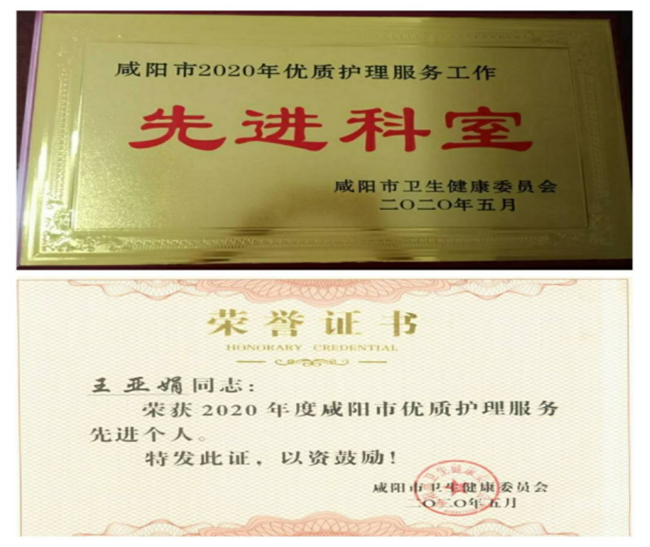 咸阳市2020年优质护理服务工作
先进科室
咸阳市卫生健康委员会
二〇二〇年五月
荣誉证书
HONORARY CREDENTIAL
王亚娟同志：
荣获2020年度咸阳市优质护理服务
先进个人。
特发此证，以资鼓励！
咸阳市卫生健康委员会
二〇二〇年五月